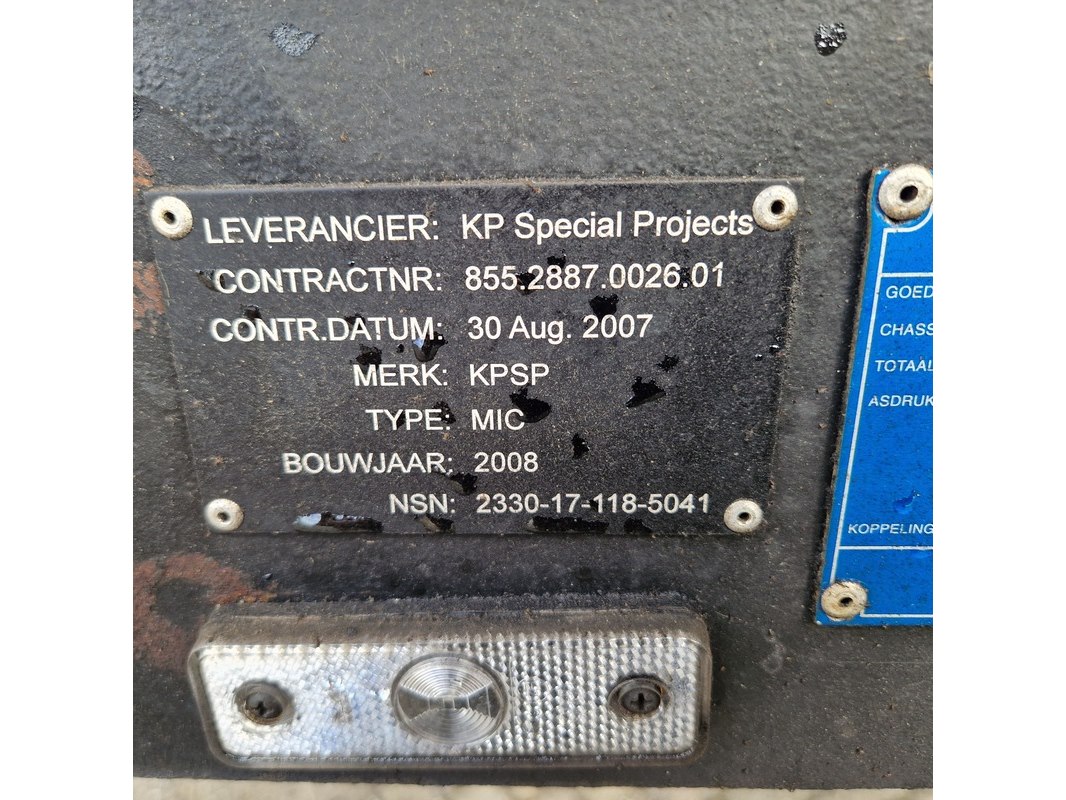 LEVERANCIER: KP Special Projects
CONTRACTNR: 855.2887.0026.01
CONTR.DATUM: 30 Aug. 2007
MERK: KPSP
TYPE: MIC
BOUWJAAR: 2008
NSN: 2330-17-118-5041
GOED
CHASS
TOTAAL
ASDRUK
KOPPELING